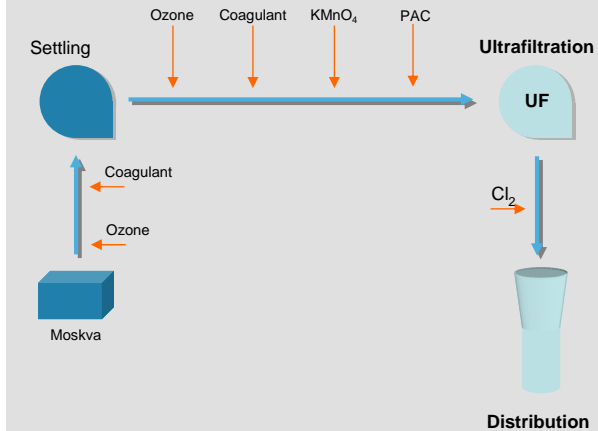 Ozone Coagulant KMnO₄ PAC
Settling
Ultrafiltration
UF
Coagulant
Cl₂
Ozone
Moskva
Distribution